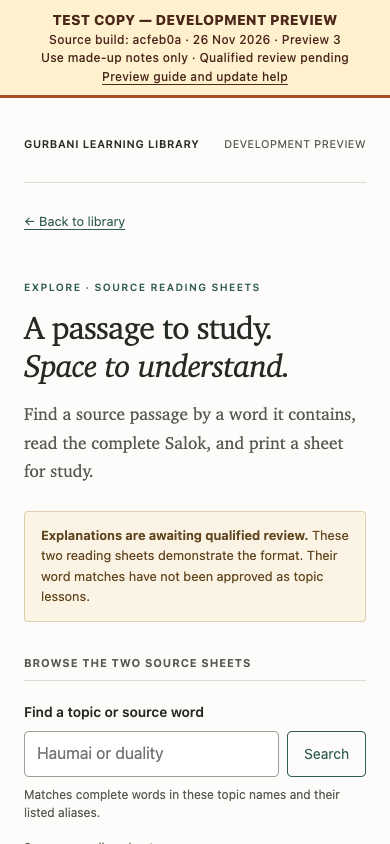 TEST COPY — DEVELOPMENT PREVIEW
Source build: acfeb0a · 26 Nov 2026 · Preview 3
Use made-up notes only · Qualified review pending
Preview guide and update help
GURBANI LEARNING LIBRARY
DEVELOPMENT PREVIEW
← Back to library
EXPLORE · SOURCE READING SHEETS
A passage to study.
Space to understand.
Find a source passage by a word it contains,
read the complete Salok, and print a sheet
for study.
Explanations are awaiting qualified review. These
two reading sheets demonstrate the format. Their
word matches have not been approved as topic
lessons.
BROWSE THE TWO SOURCE SHEETS
Find a topic or source word
Haumai or duality
Search
Matches complete words in these topic names and their
listed aliases.